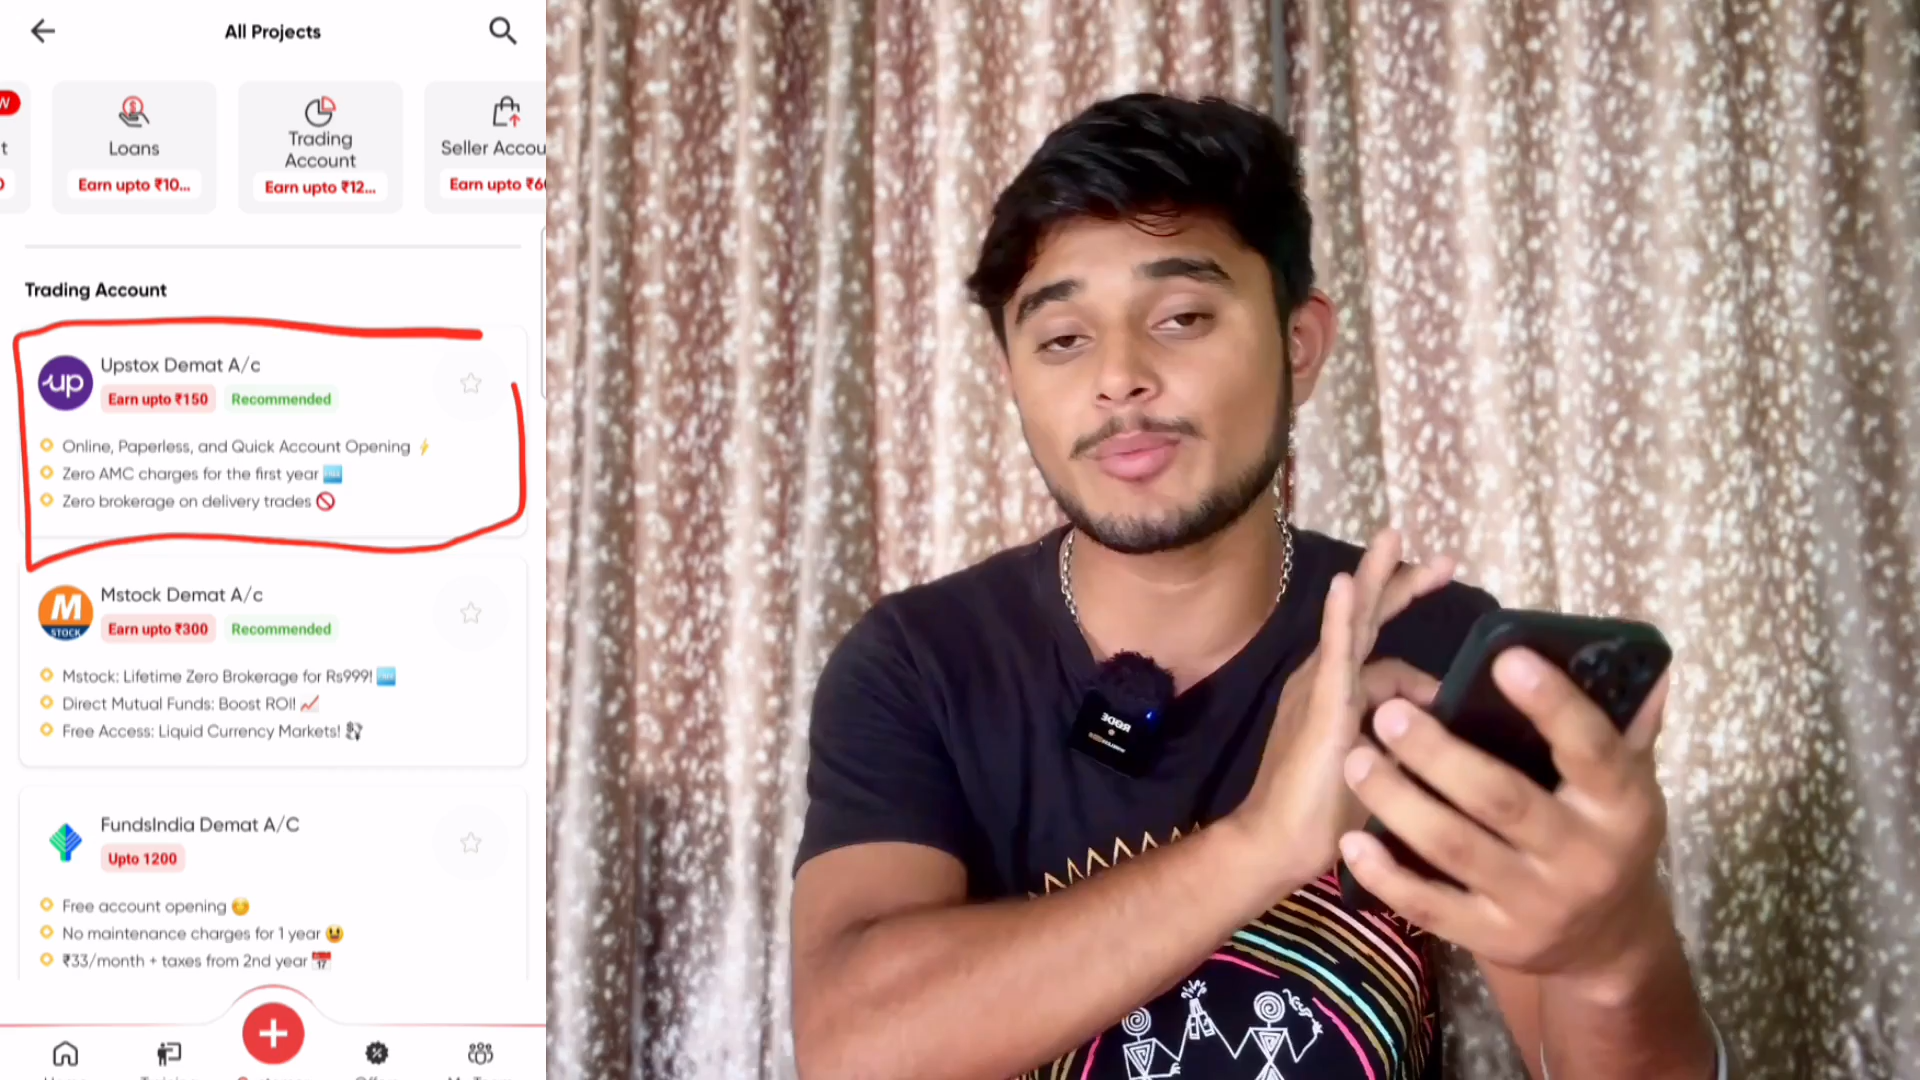 All Projects
W
t
Loans
Earn upto ₹10...
Trading
Account
Earn upto ₹12...
Seller Accou
Earn upto ₹6
Trading Account
up
Upstox Demat A/c
Earn upto ₹150
Recommended
Online, Paperless, and Quick Account Opening
Zero AMC charges for the first year
Zero brokerage on delivery trades
M
STOCK
Mstock Demat A/c
Earn upto ₹300
Recommended
Mstock: Lifetime Zero Brokerage for Rs999!
Direct Mutual Funds: Boost ROI!
Free Access: Liquid Currency Markets!
FundsIndia Demat A/C
Upto 1200
Free account opening
No maintenance charges for 1 year
₹33/month + taxes from 2nd year
RØDE